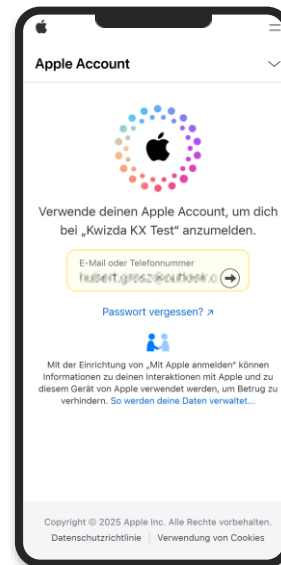 Apple Account
Verwende deinen Apple Account, um dich
bei „Kwizda KX Test" anzumelden.
E-Mail oder Telefonnummer
Passwort vergessen? ↗
Mit der Einrichtung von „Mit Apple anmelden" können
Informationen zu deinen Interaktionen mit Apple und zu
diesem Gerät von Apple verwendet werden, um Betrug zu
verhindern. So werden deine Daten verwaltet...
Copyright © 2025 Apple Inc. Alle Rechte vorbehalten.
Datenschutzrichtlinie | Verwendung von Cookies